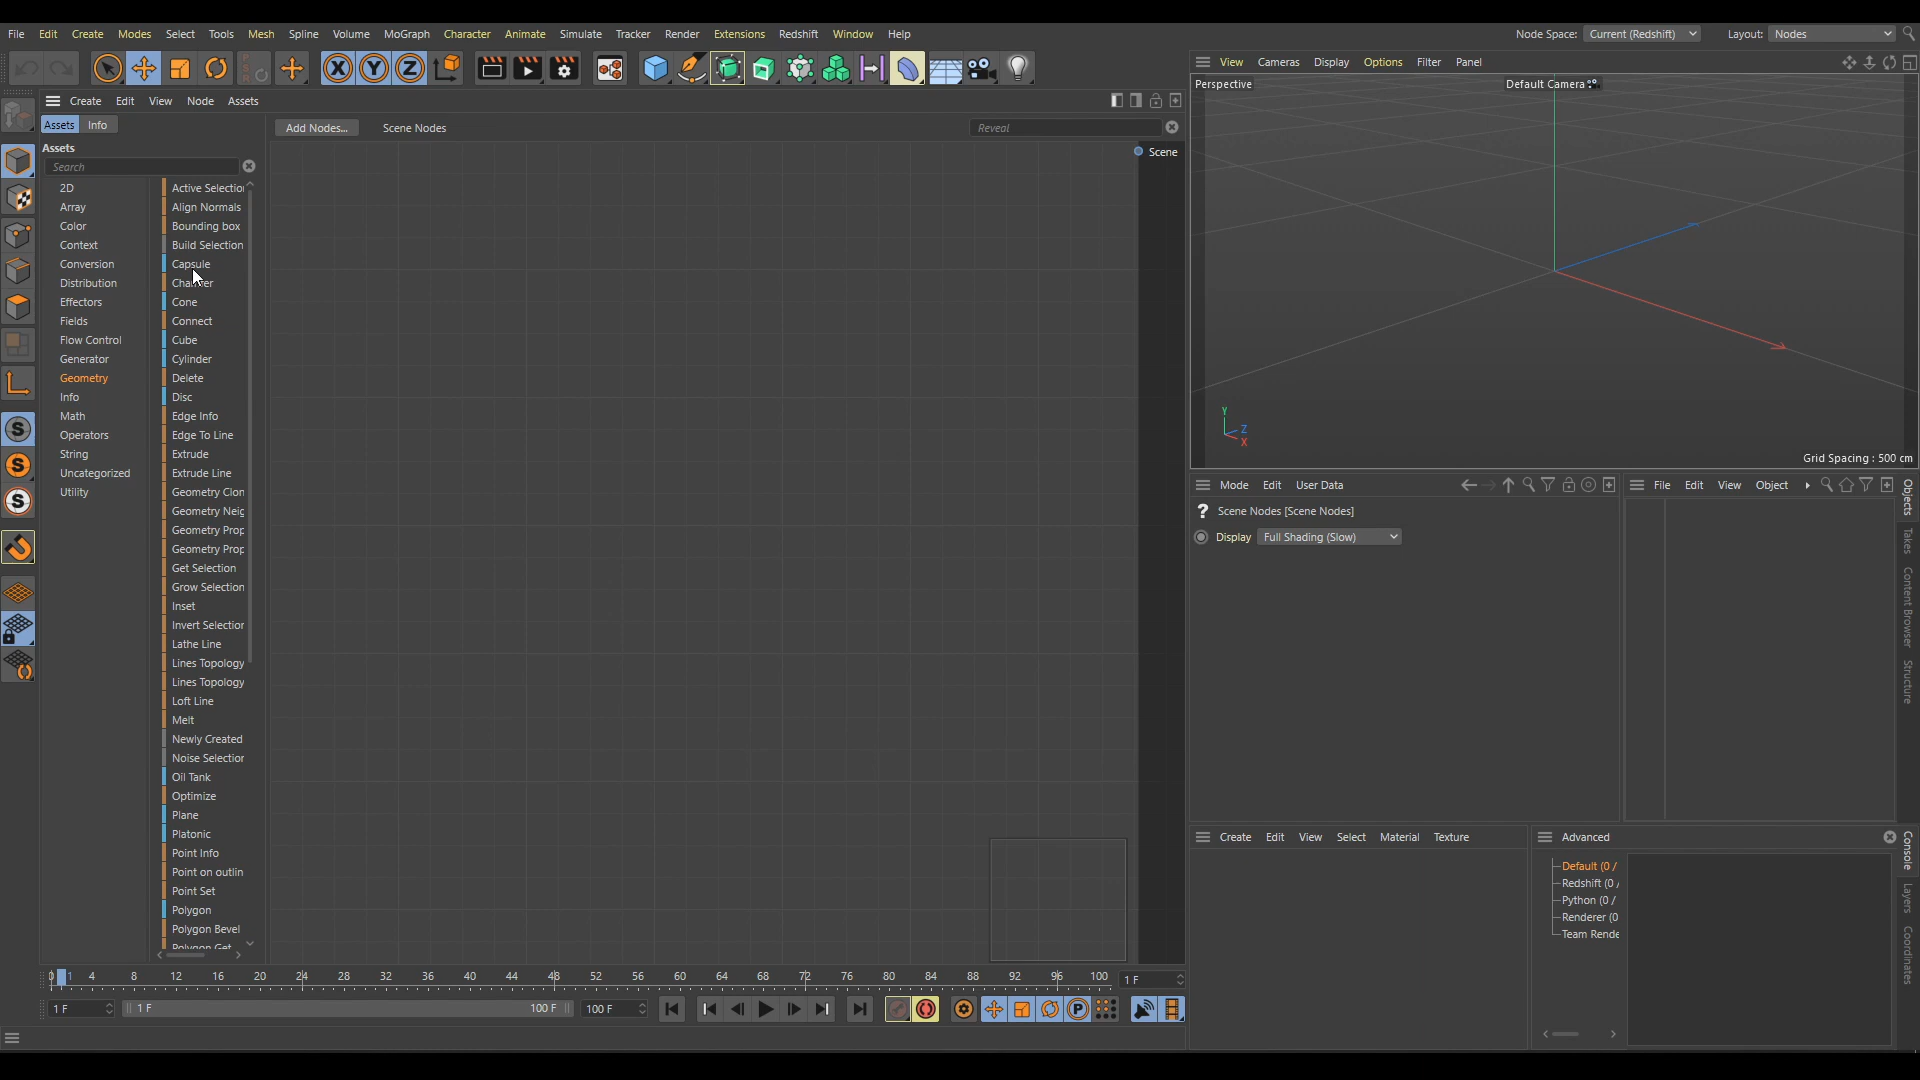 File Edit Create Modes Select Tools Mesh Spline Volume MoGraph Character Animate Simulate Tracker Render Redshift Extensions Window Help
Node Space: Current (Redshift) Layout: Nodes
PSR X Y Z
Create Edit View Node Assets
Assets Info
Add Nodes... Scene Nodes Reveal
Assets
Search
2D
Array
Color
Context
Conversion
Distribution
Effectors
Fields
Flow Control
Generator
Geometry
Info
Math
Operators
String
Uncategorized
Utility
Active Selection
Align Normals
Bounding box
Build Selection
Capsule
Cone
Connect
Cube
Cylinder
Delete
Disc
Edge Info
Edge To Line
Extrude
Extrude Line
Geometry Clon
Geometry Neig
Geometry Prop
Geometry Prop
Get Selection
Grow Selection
Inset
Invert Selection
Lathe Line
Lines Topology
Lines Topology
Loft Line
Melt
Newly Created
Noise Selection
Oil Tank
Optimize
Plane
Platonic
Point Info
Point on outlin
Point Set
Polygon
Polygon Bevel
Polygon Get
S
S
S
Scene
View Cameras Display Options Filter Panel
Perspective Default Camera
Y
Z
X
Grid Spacing : 500 cm
Mode Edit User Data
? Scene Nodes [Scene Nodes]
Display Full Shading (Slow)
File Edit View Object
Objects
Takes
Content Browser
Structure
Create Edit View Select Material Texture
Advanced
Default (0 /
Redshift (0 /
Python (0 /
Renderer (0
Team Rende
Console
Layers
Coordinates
1 4 8 12 16 20 24 28 32 36 40 44 48 52 56 60 64 68 72 76 80 84 88 92 96 100 1 F
1 F 1 F 100 F 100 F P